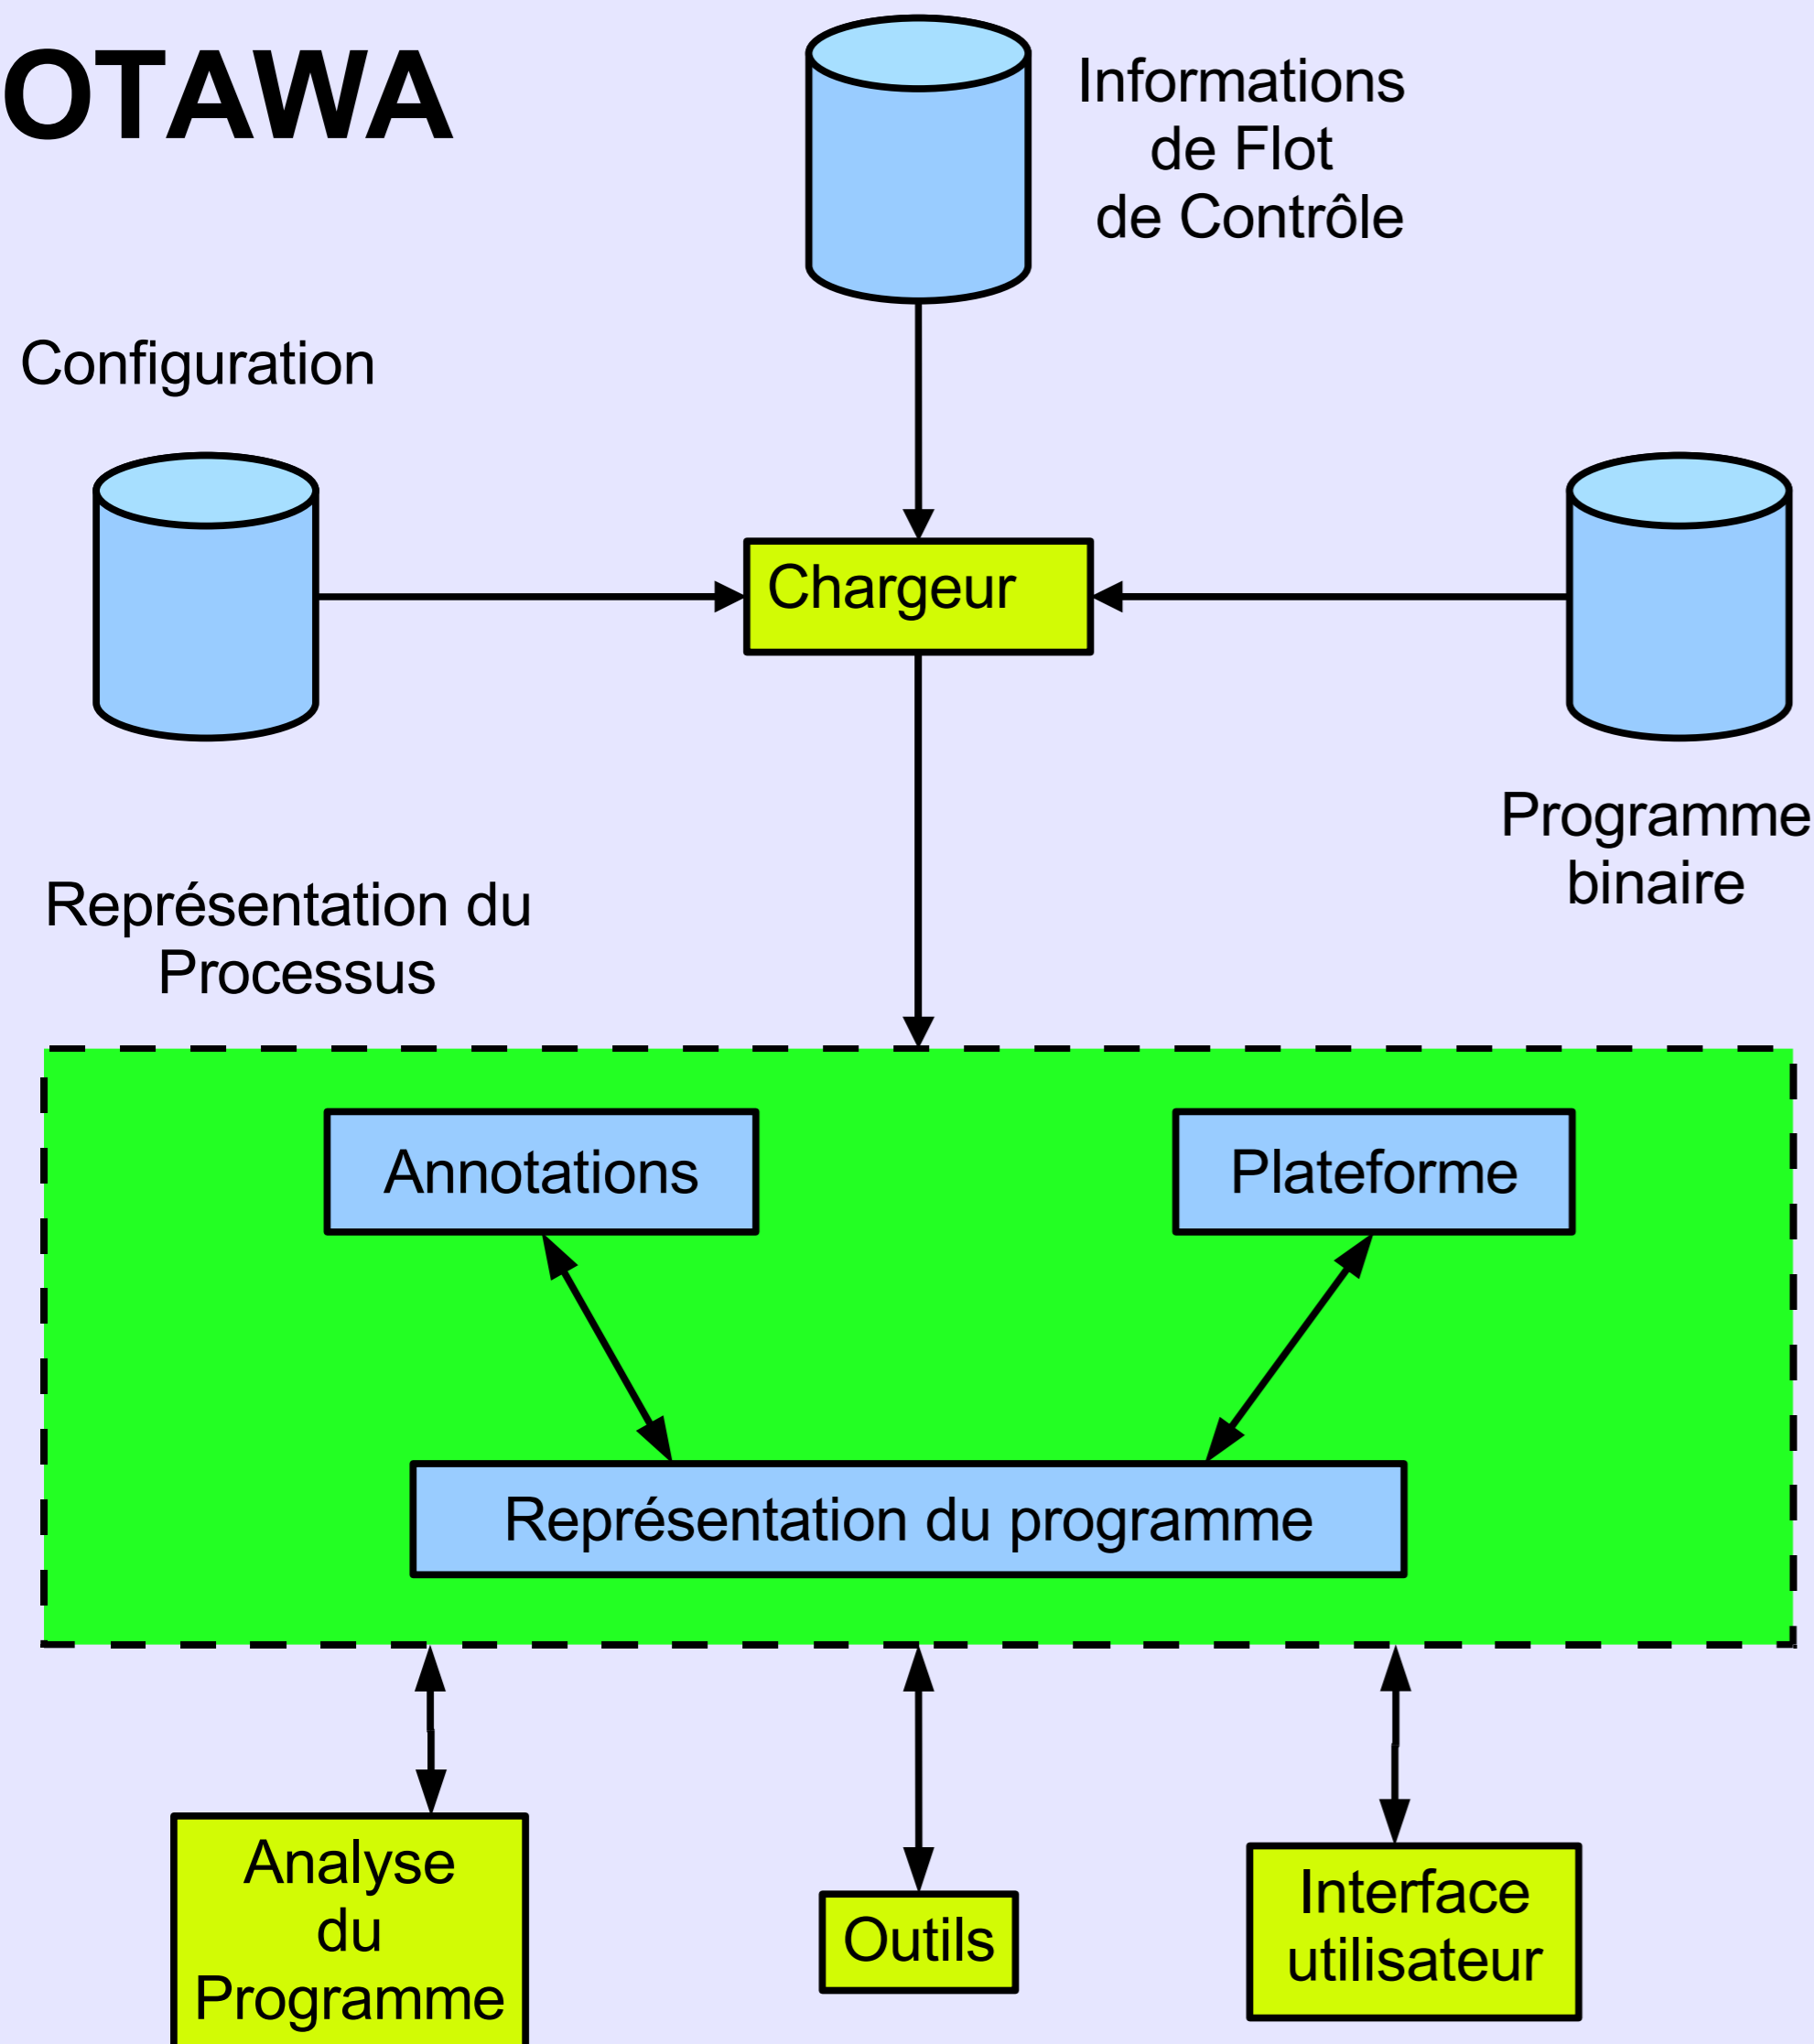 OTAWA
Informations
de Flot
de Contrôle
Configuration
Chargeur
Programme
binaire
Représentation du
Processus
Annotations
Plateforme
Représentation du programme
Analyse
du
Programme
Outils
Interface
utilisateur